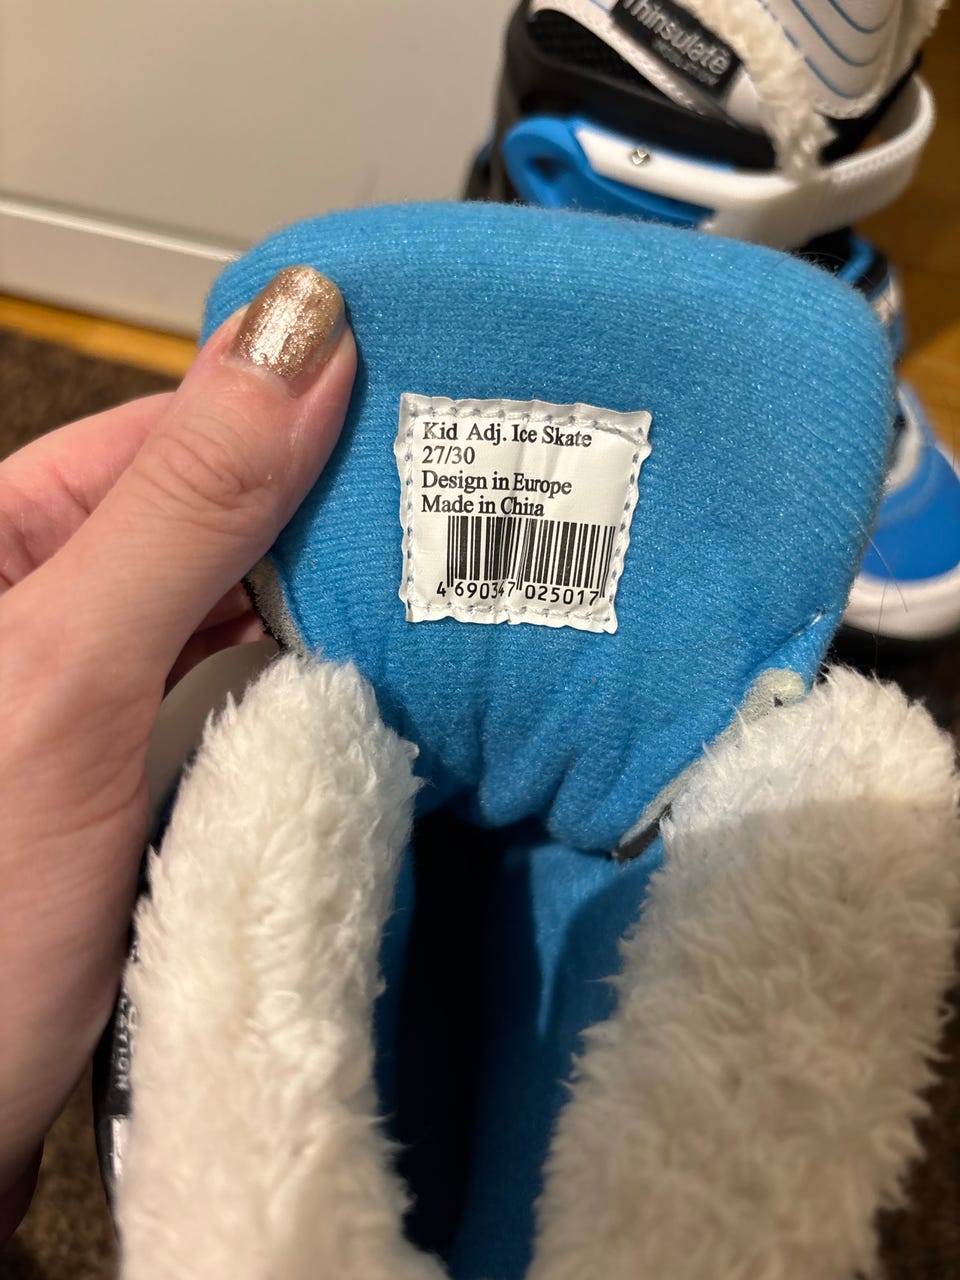 Thinsulate
Kid Adj. Ice Skate
27/30
Design in Europe
Made in China
4 690347 025017